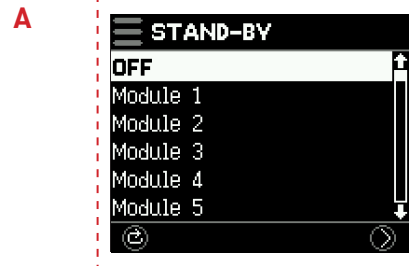 A
STAND-BY
OFF
Module 1
Module 2
Module 3
Module 4
Module 5